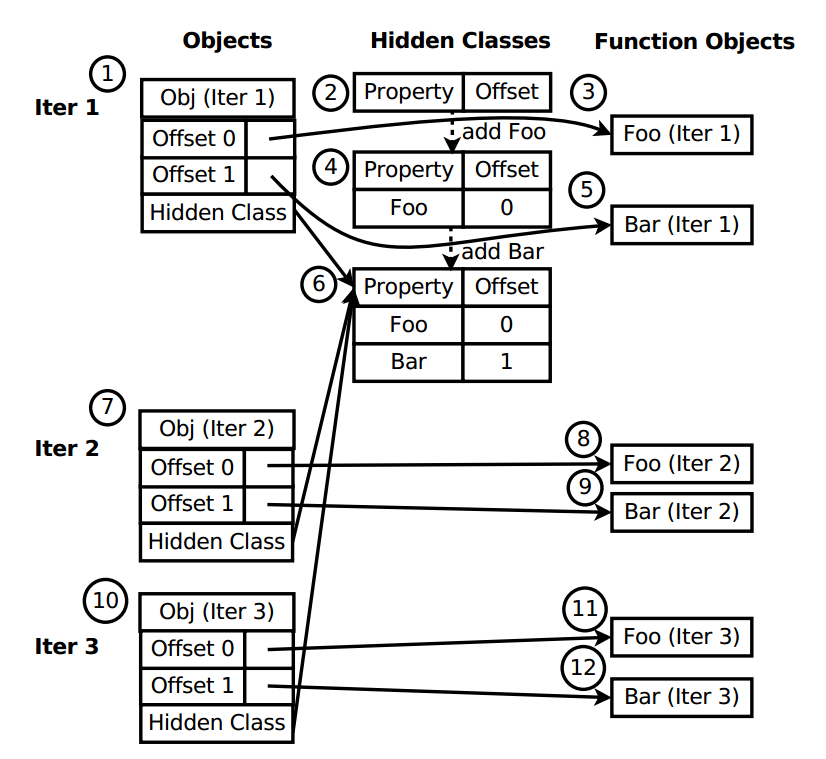 Objects Hidden Classes Function Objects
1
Iter 1
Obj (Iter 1)
Offset 0
Offset 1
Hidden Class
2
Property Offset
add Foo
3
Foo (Iter 1)
4
Property Offset
Foo 0
add Bar
5
Bar (Iter 1)
6
Property Offset
Foo 0
Bar 1
7
Iter 2
Obj (Iter 2)
Offset 0
Offset 1
Hidden Class
8
Foo (Iter 2)
9
Bar (Iter 2)
10
Iter 3
Obj (Iter 3)
Offset 0
Offset 1
Hidden Class
11
Foo (Iter 3)
12
Bar (Iter 3)